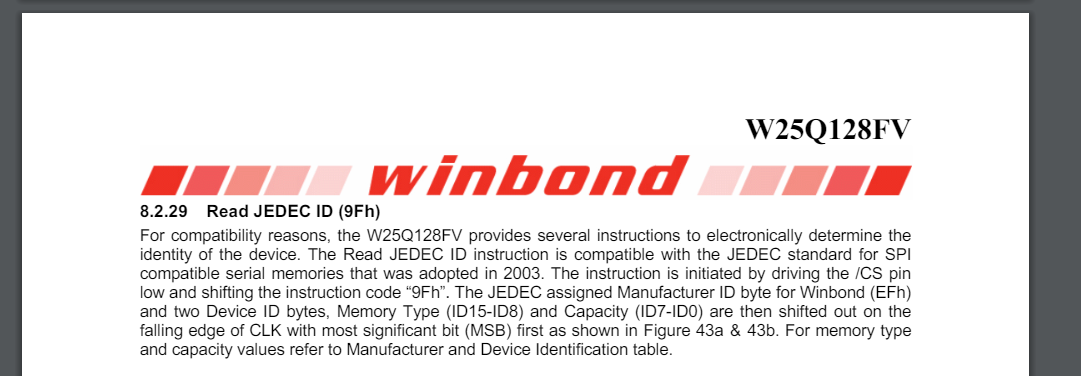 W25Q128FV
winbond
8.2.29 Read JEDEC ID (9Fh)
For compatibility reasons, the W25Q128FV provides several instructions to electronically determine the
identity of the device. The Read JEDEC ID instruction is compatible with the JEDEC standard for SPI
compatible serial memories that was adopted in 2003. The instruction is initiated by driving the /CS pin
low and shifting the instruction code “9Fh”. The JEDEC assigned Manufacturer ID byte for Winbond (EFh)
and two Device ID bytes, Memory Type (ID15-ID8) and Capacity (ID7-ID0) are then shifted out on the
falling edge of CLK with most significant bit (MSB) first as shown in Figure 43a & 43b. For memory type
and capacity values refer to Manufacturer and Device Identification table.